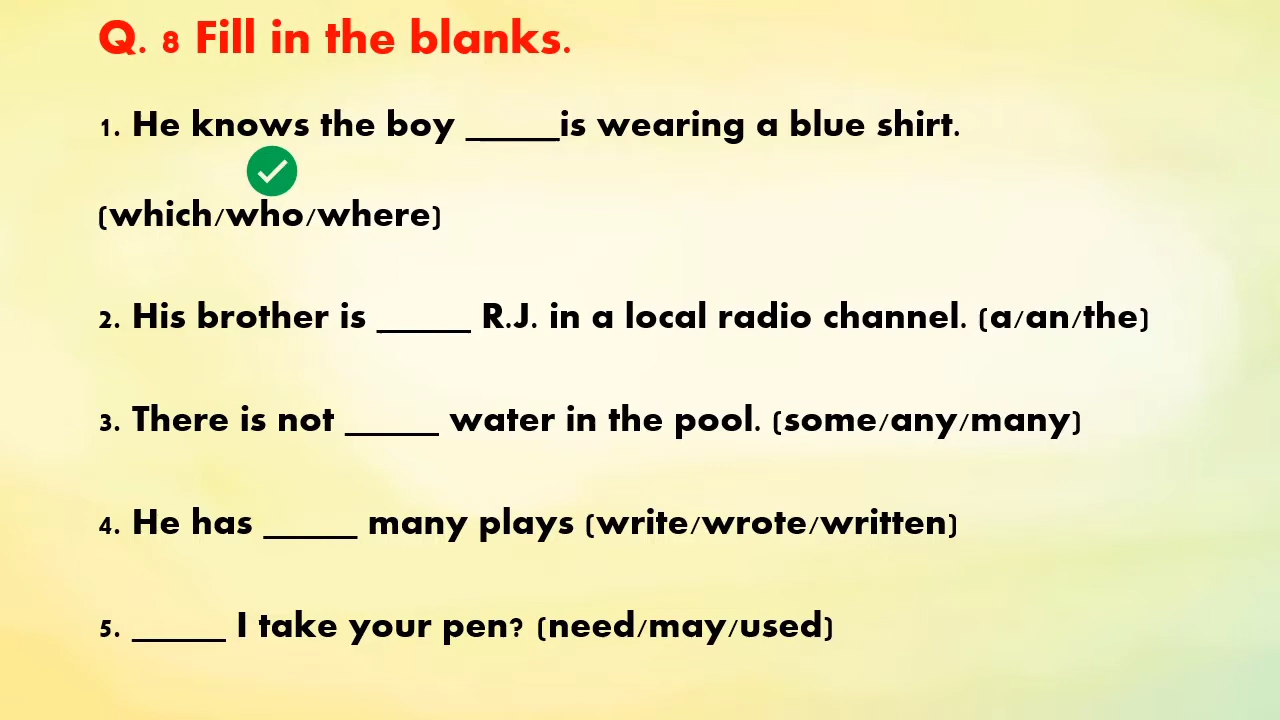 Q. 8 Fill in the blanks.
1. He knows the boy _____is wearing a blue shirt.
(which/who/where)
2. His brother is _____ R.J. in a local radio channel. (a/an/the)
3. There is not _____ water in the pool. (some/any/many)
4. He has _____ many plays (write/wrote/written)
5. _____ I take your pen? (need/may/used)